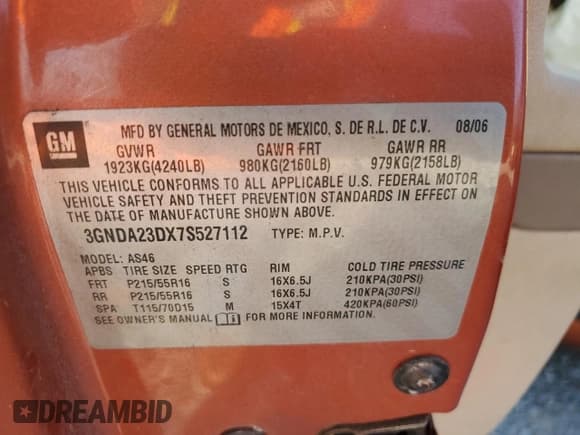 GM
MFD BY GENERAL MOTORS DE MEXICO, S. DE R.L. DE C.V. 08/06
GVWR GAWR FRT GAWR RR
1923KG(4240LB) 980KG(2160LB) 979KG(2158LB)
THIS VEHICLE CONFORMS TO ALL APPLICABLE U.S. FEDERAL MOTOR
VEHICLE SAFETY AND THEFT PREVENTION STANDARDS IN EFFECT ON
THE DATE OF MANUFACTURE SHOWN ABOVE.
3GNDA23DX7S527112 TYPE: M.P.V.
MODEL: AS46
APBS TIRE SIZE SPEED RTG RIM COLD TIRE PRESSURE
FRT P215/55R16 S 16X6.5J 210KPA(30PSI)
RR P215/55R16 S 16X6.5J 210KPA(30PSI)
SPA T115/70D15 M 15X4T 420KPA(60PSI)
SEE OWNER'S MANUAL FOR MORE INFORMATION.
DREAMBID